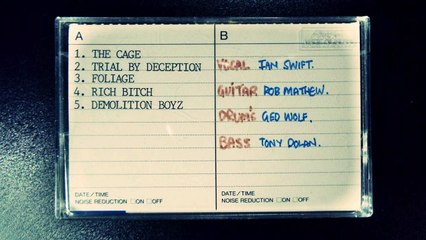 A
1. THE CAGE
2. TRIAL BY DECEPTION
3. FOLIAGE
4. RICH BITCH
5. DEMOLITION BOYZ
DATE/TIME
NOISE REDUCTION □ON □OFF
B
VOCAL IAN SWIFT.
GUITAR ROB MATHEW.
DRUMS GED WOLF.
BASS TONY DOLAN.
DATE/TIME
NOISE REDUCTION □ON □OFF